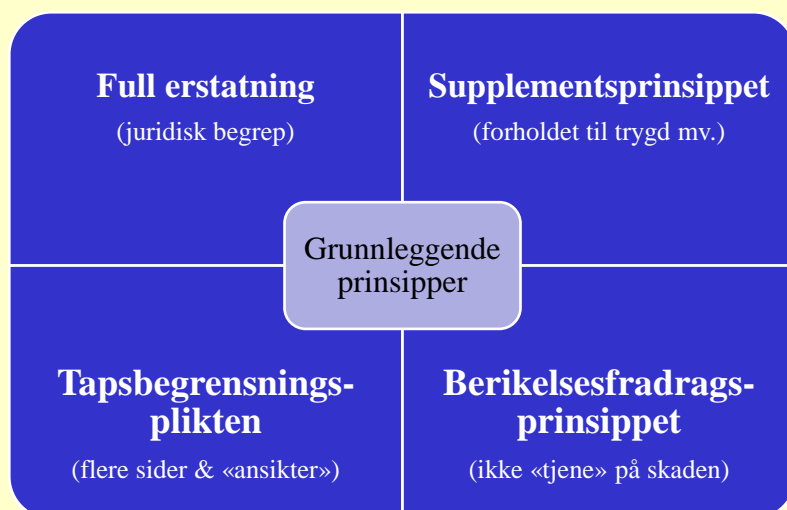 Full erstatning
(juridisk begrep)
Supplementsprinsippet
(forholdet til trygd mv.)
Grunnleggende
prinsipper
Tapsbegrensnings-
plikten
(flere sider & «ansikter»)
Berikelsesfradrags-
prinsippet
(ikke «tjene» på skaden)